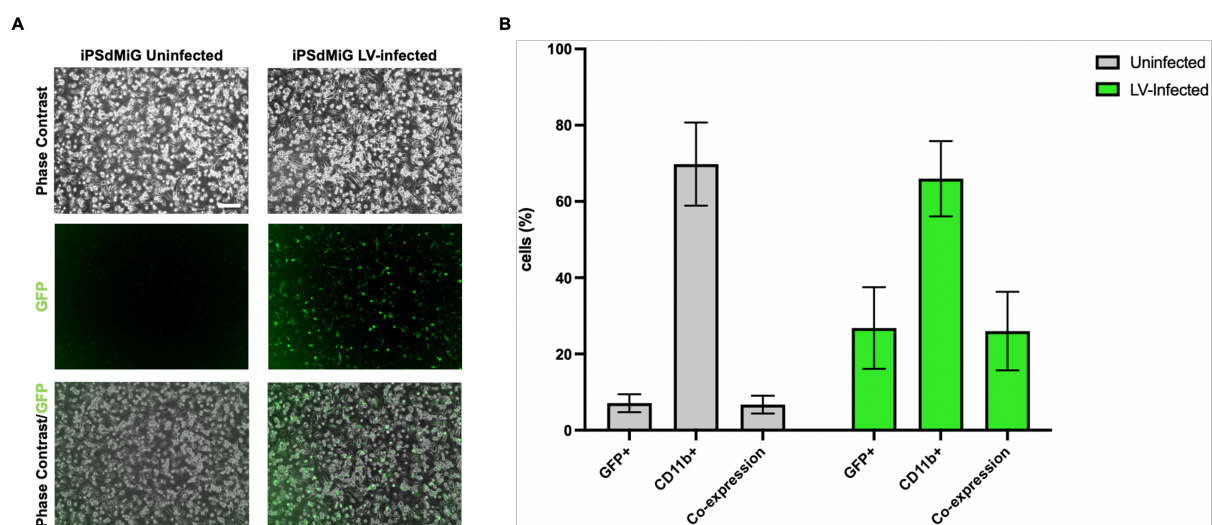 A
iPSdMiG Uninfected
iPSdMiG LV-infected
Phase Contrast
GFP
Phase Contrast/GFP
B
100
80
60
40
20
0
cells (%)
Uninfected
LV-Infected
GFP+
CD11b+
Co-expression
GFP+
CD11b+
Co-expression